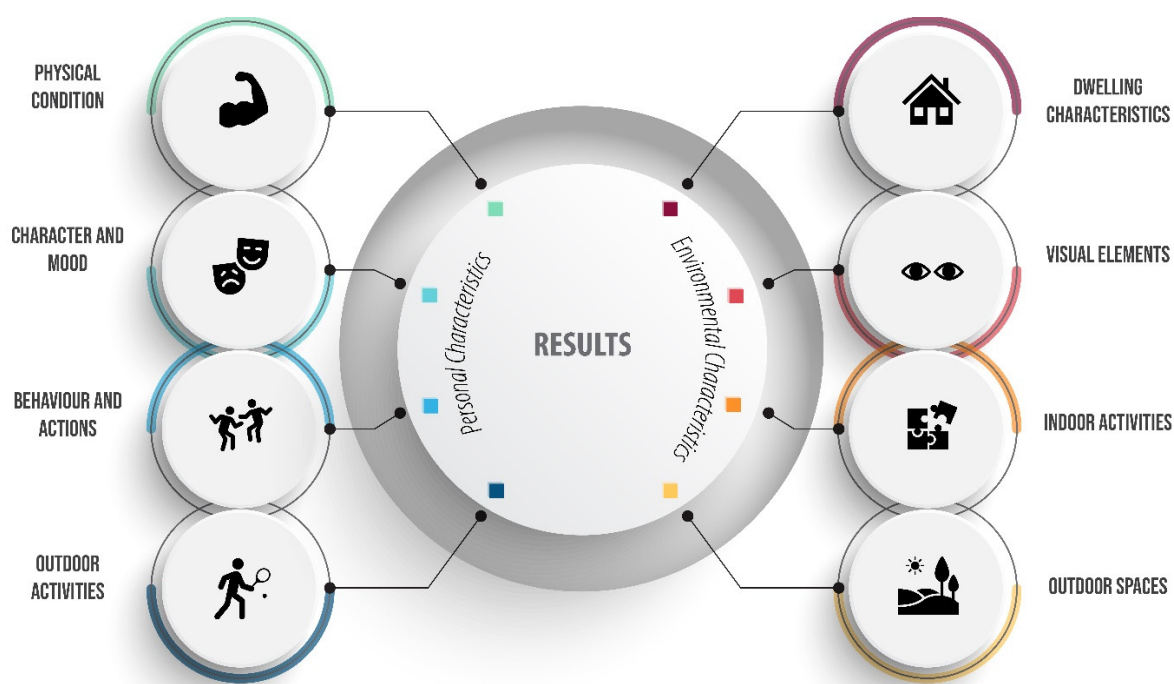 PHYSICAL
CONDITION
CHARACTER AND
MOOD
BEHAVIOUR AND
ACTIONS
OUTDOOR
ACTIVITIES
Personal Characteristics
RESULTS
Environmental Characteristics
DWELLING
CHARACTERISTICS
VISUAL ELEMENTS
INDOOR ACTIVITIES
OUTDOOR SPACES